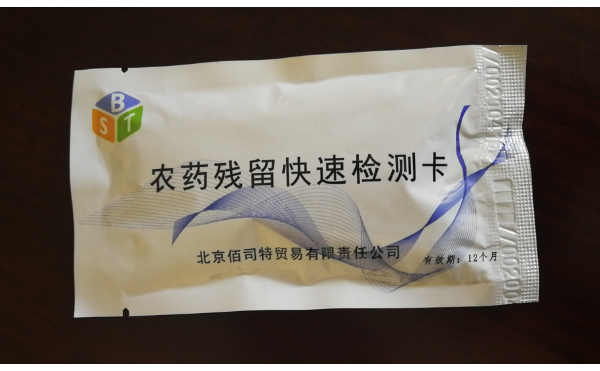 BST
农药残留快速检测卡
北京佰司特贸易有限责任公司
有效期：12个月